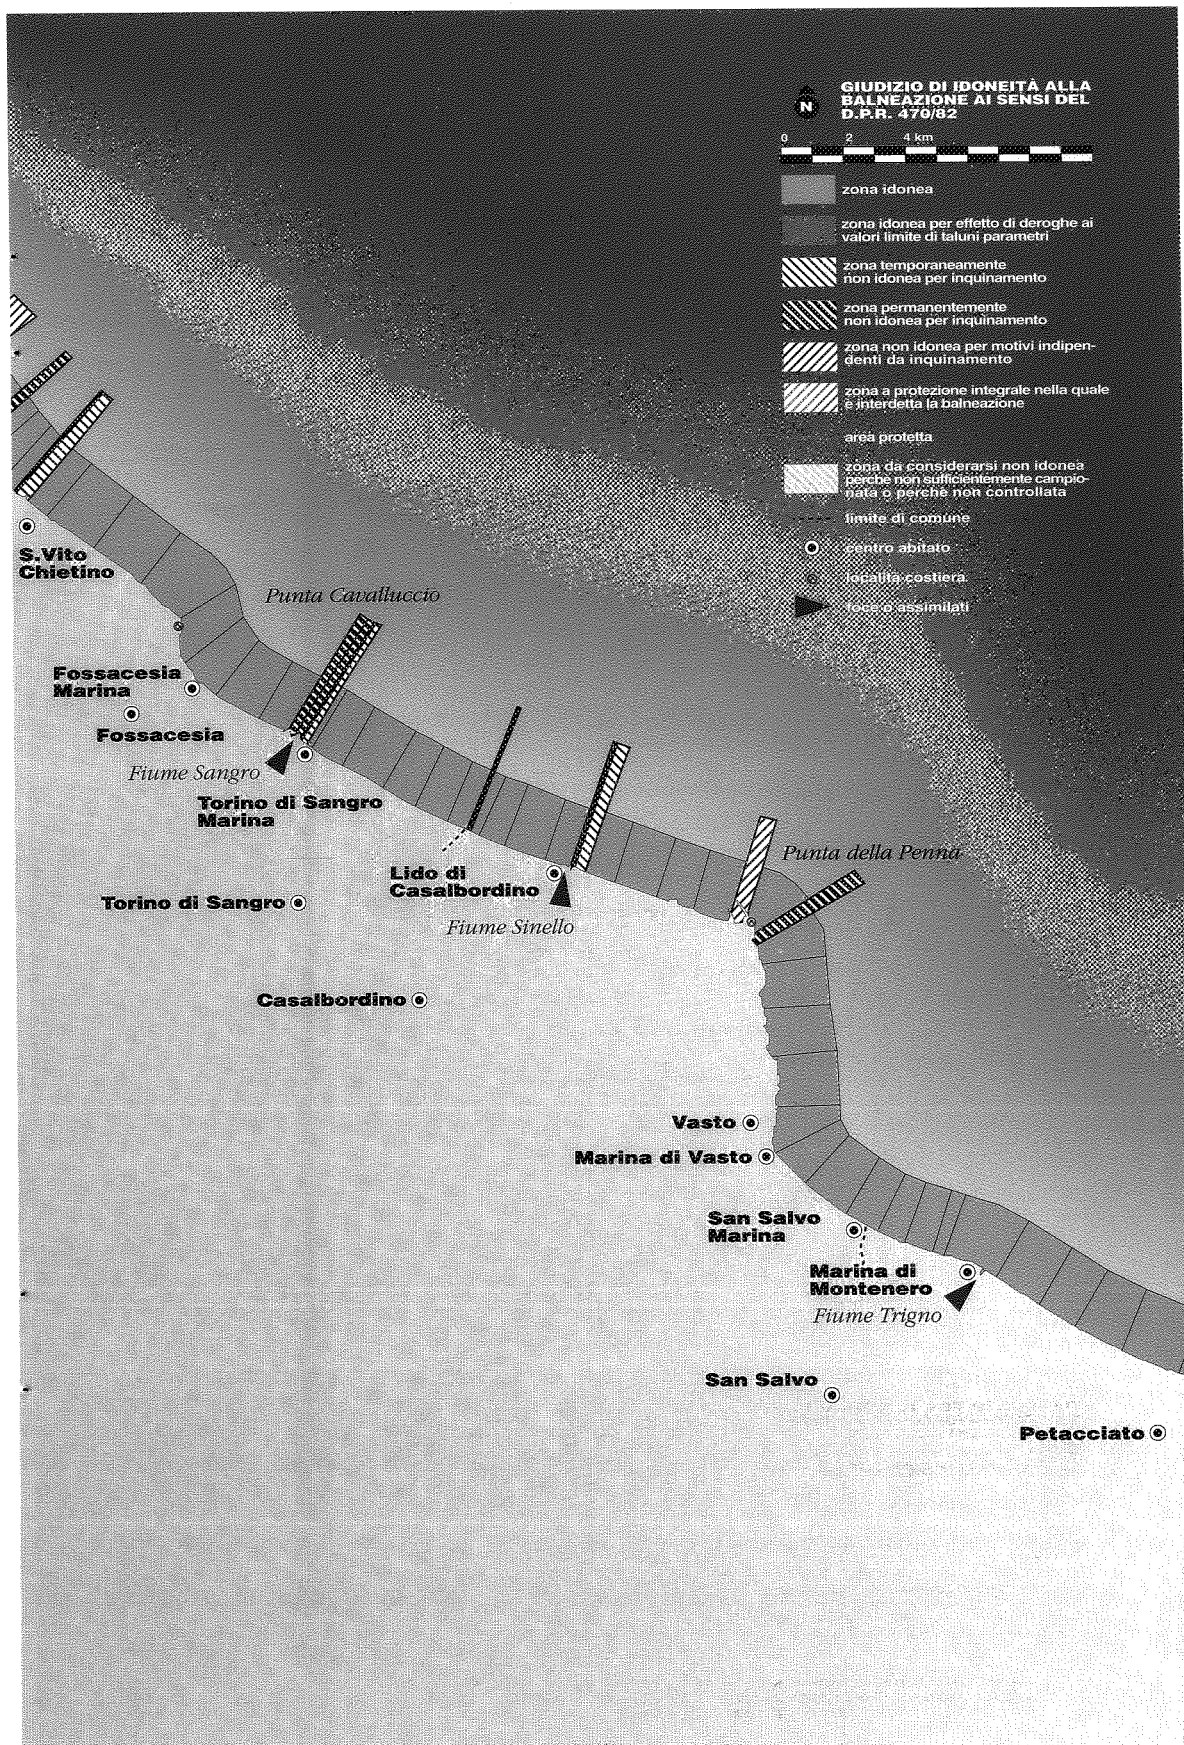 GIUDIZIO DI IDONEITÀ ALLA
BALNEAZIONE AI SENSI DEL
D.P.R. 470/82
N
0 2 4 km
zona idonea
zona idonea per effetto di deroghe ai
valori limite di taluni parametri
zona temporaneamente
non idonea per inquinamento
zona permanentemente
non idonea per inquinamento
zona non idonea per motivi indipen-
denti da inquinamento
zona a protezione integrale nella quale
è interdetta la balneazione
area protetta
zona da considerarsi non idonea
perchè non sufficientemente campio-
nata o perchè non controllata
limite di comune
centro abitato
località costiera
foce o assimilati
S.Vito
Chietino
Punta Cavalluccio
Fossacesia
Marina
Fossacesia
Fiume Sangro
Torino di Sangro
Marina
Lido di
Casalbordino
Punta della Penna
Torino di Sangro
Fiume Sinello
Casalbordino
Vasto
Marina di Vasto
San Salvo
Marina
Marina di
Montenero
Fiume Trigno
San Salvo
Petacciato